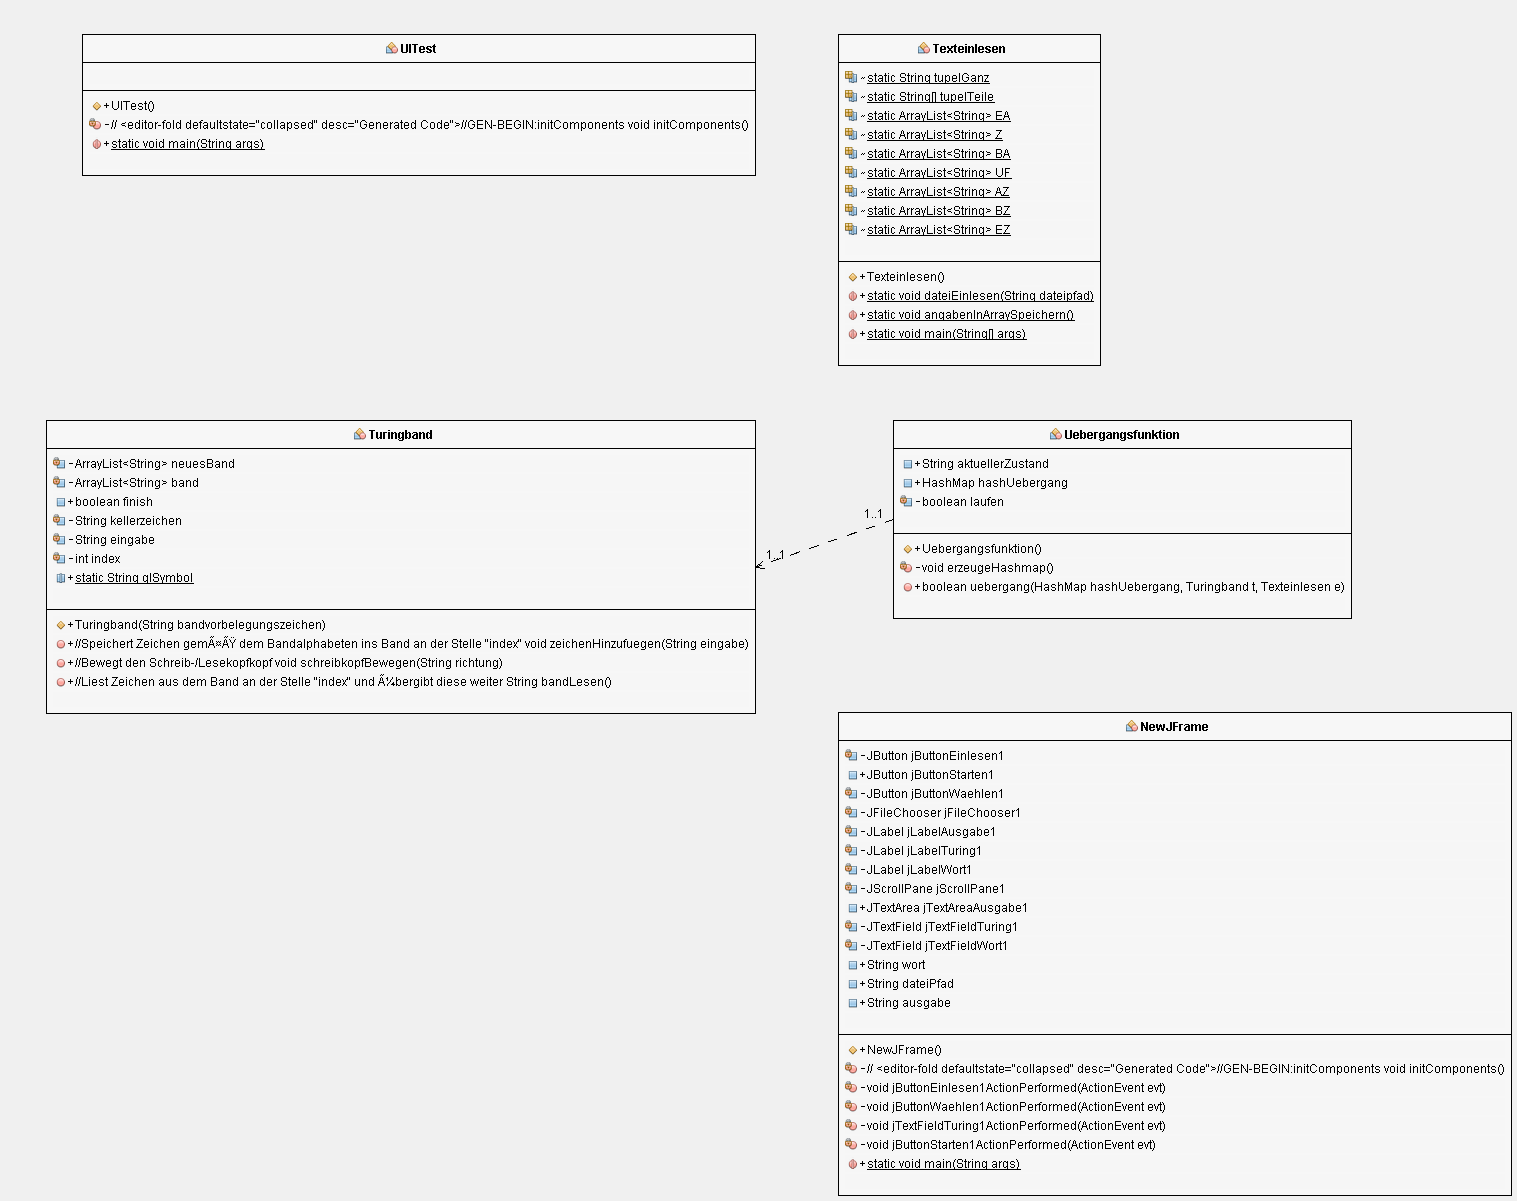 UITest
+UITest()
-// <editor-fold defaultstate="collapsed" desc="Generated Code">//GEN-BEGIN:initComponents void initComponents()
+static void main(String args)
Texteinlesen
~static String tupelGanz
~static String[] tupelTeile
~static ArrayList<String> EA
~static ArrayList<String> Z
~static ArrayList<String> BA
~static ArrayList<String> UF
~static ArrayList<String> AZ
~static ArrayList<String> BZ
~static ArrayList<String> EZ
+Texteinlesen()
+static void dateiEinlesen(String dateipfad)
+static void angabenInArraySpeichern()
+static void main(String[] args)
Turingband
-ArrayList<String> neuesBand
-ArrayList<String> band
+boolean finish
-String kellerzeichen
-String eingabe
-int index
+static String glSymbol
+Turingband(String bandvorbelegungszeichen)
+//Speichert Zeichen gemÃ¤ÃŸ dem Bandalphabeten ins Band an der Stelle "index" void zeichenHinzufuegen(String eingabe)
+//Bewegt den Schreib-/Lesekopfkopf void schreibkopfBewegen(String richtung)
+//Liest Zeichen aus dem Band an der Stelle "index" und Ã¼bergibt diese weiter String bandLesen()
1..1
1..1
Uebergangsfunktion
+String aktuellerZustand
+HashMap hashUebergang
-boolean laufen
+Uebergangsfunktion()
-void erzeugeHashmap()
+boolean uebergang(HashMap hashUebergang, Turingband t, Texteinlesen e)
NewJFrame
-JButton jButtonEinlesen1
+JButton jButtonStarten1
-JButton jButtonWaehlen1
-JFileChooser jFileChooser1
-JLabel jLabelAusgabe1
-JLabel jLabelTuring1
-JLabel jLabelWort1
-JScrollPane jScrollPane1
+JTextArea jTextAreaAusgabe1
-JTextField jTextFieldTuring1
-JTextField jTextFieldWort1
+String wort
+String dateiPfad
+String ausgabe
+NewJFrame()
-// <editor-fold defaultstate="collapsed" desc="Generated Code">//GEN-BEGIN:initComponents void initComponents()
-void jButtonEinlesen1ActionPerformed(ActionEvent evt)
-void jButtonWaehlen1ActionPerformed(ActionEvent evt)
-void jTextFieldTuring1ActionPerformed(ActionEvent evt)
-void jButtonStarten1ActionPerformed(ActionEvent evt)
+static void main(String args)